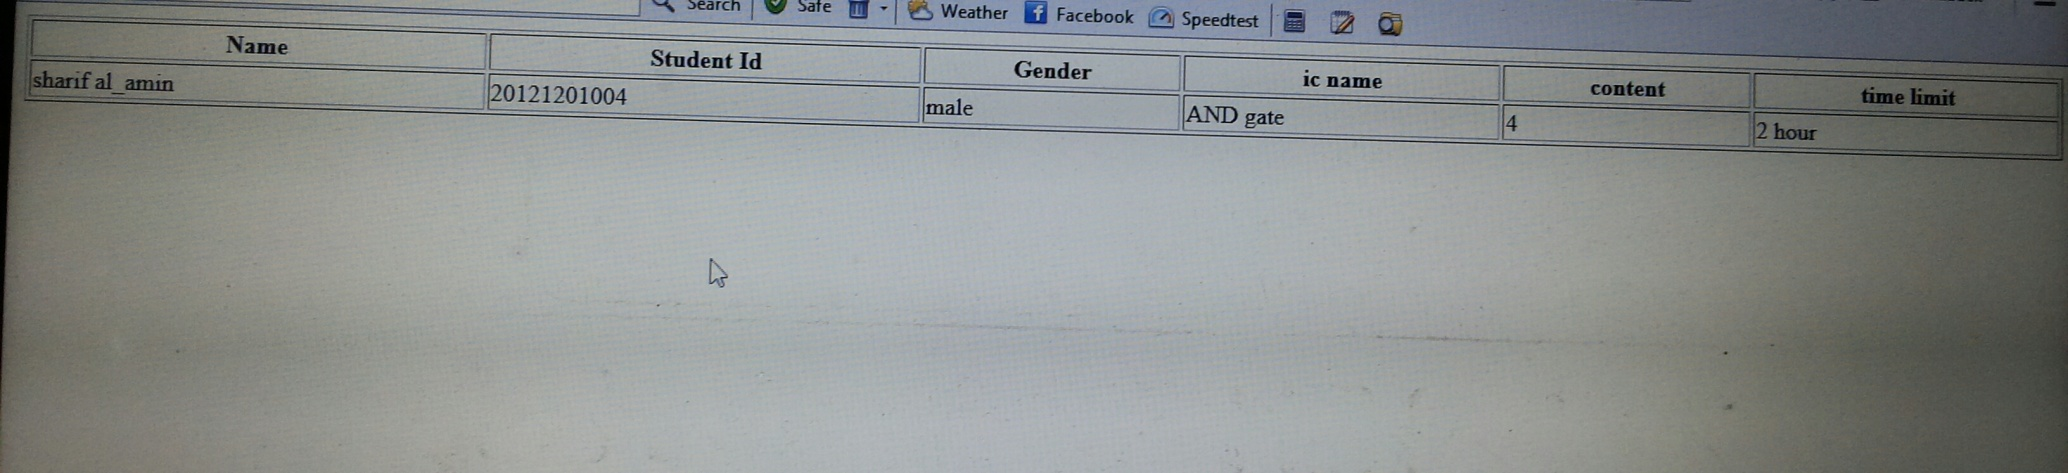 Search Safe Weather Facebook Speedtest
Name Student Id Gender ic name content time limit
sharif al_amin 20121201004 male AND gate 4 2 hour